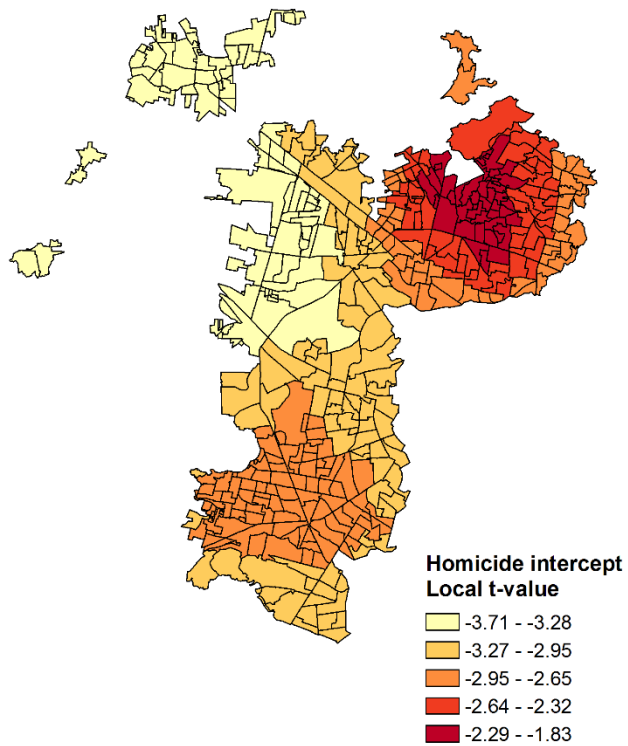 Homicide intercept
Local t-value
-3.71 - -3.28
-3.27 - -2.95
-2.95 - -2.65
-2.64 - -2.32
-2.29 - -1.83